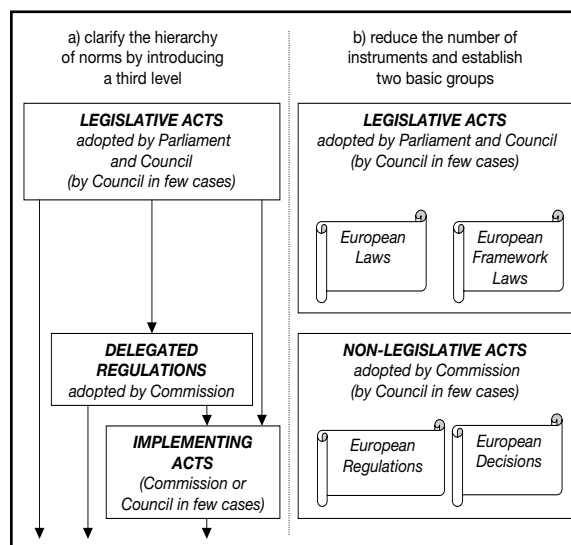 a) clarify the hierarchy
of norms by introducing
a third level
LEGISLATIVE ACTS
adopted by Parliament
and Council
(by Council in few cases)
DELEGATED
REGULATIONS
adopted by Commission
IMPLEMENTING
ACTS
(Commission or
Council in few cases)
b) reduce the number of
instruments and establish
two basic groups
LEGISLATIVE ACTS
adopted by Parliament and Council
(by Council in few cases)
European
Laws
European
Framework
Laws
NON-LEGISLATIVE ACTS
adopted by Commission
(by Council in few cases)
European
Regulations
European
Decisions